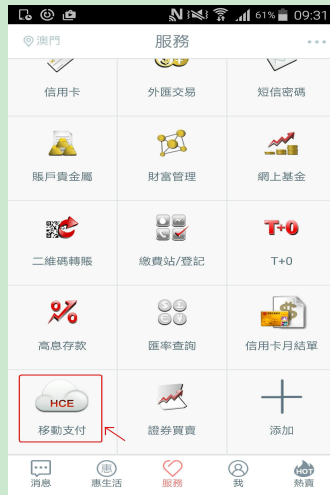 61% 09:31
澳門 服務
信用卡 外匯交易 短信密碼
賬戶貴金屬 財富管理 網上基金
T+0
二維碼轉賬 繳費站/登記 T+0
高息存款 匯率查詢 信用卡月結單
HCE
移動支付 證券買賣 添加
惠 HOT
消息 惠生活 服務 我 熱賣